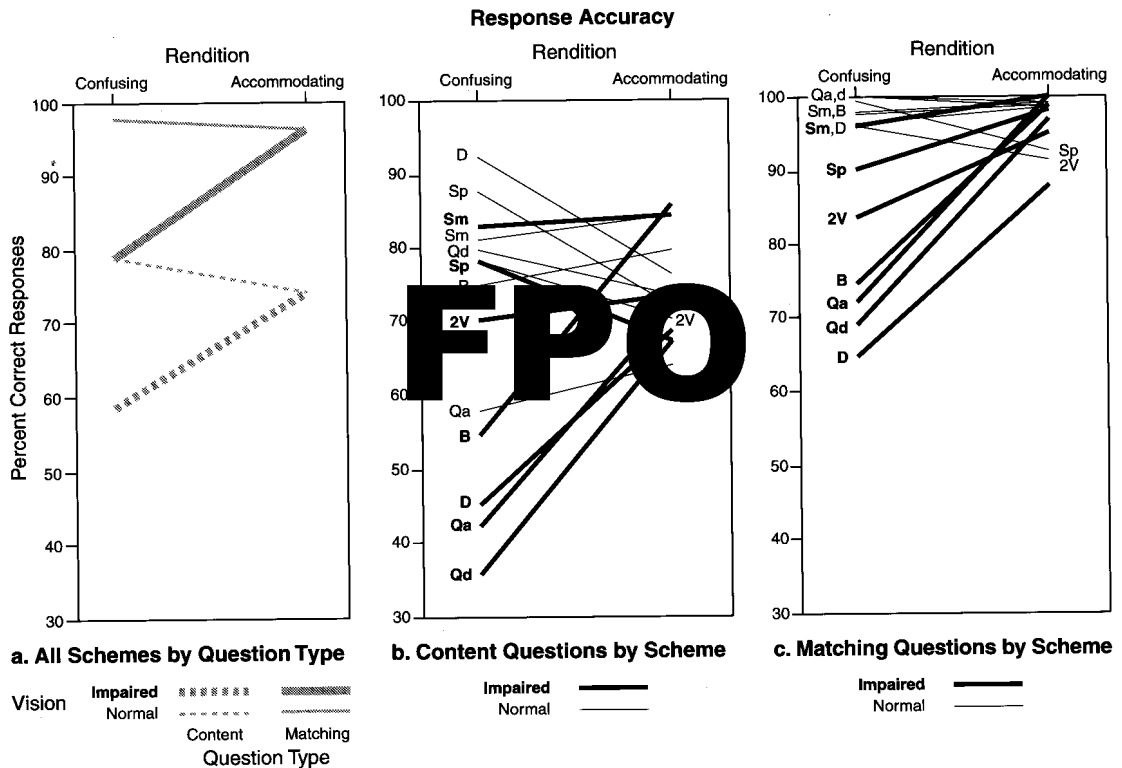 Response Accuracy
Rendition
Confusing Accommodating
100
90
80
70
60
50
40
30
Percent Correct Responses
a. All Schemes by Question Type
Vision
Impaired
Normal
Content Matching
Question Type
Rendition
Confusing Accommodating
100
90
80
70
60
50
40
30
D
Sp
Sm
Sm
Qd
Sp
2V
Qa
B
D
Qa
Qd
2V
FPO
b. Content Questions by Scheme
Impaired
Normal
Rendition
Confusing Accommodating
100
90
80
70
60
50
40
30
Qa,d
Sm,B
Sm,D
Sp
2V
B
Qa
Qd
D
Sp
2V
c. Matching Questions by Scheme
Impaired
Normal